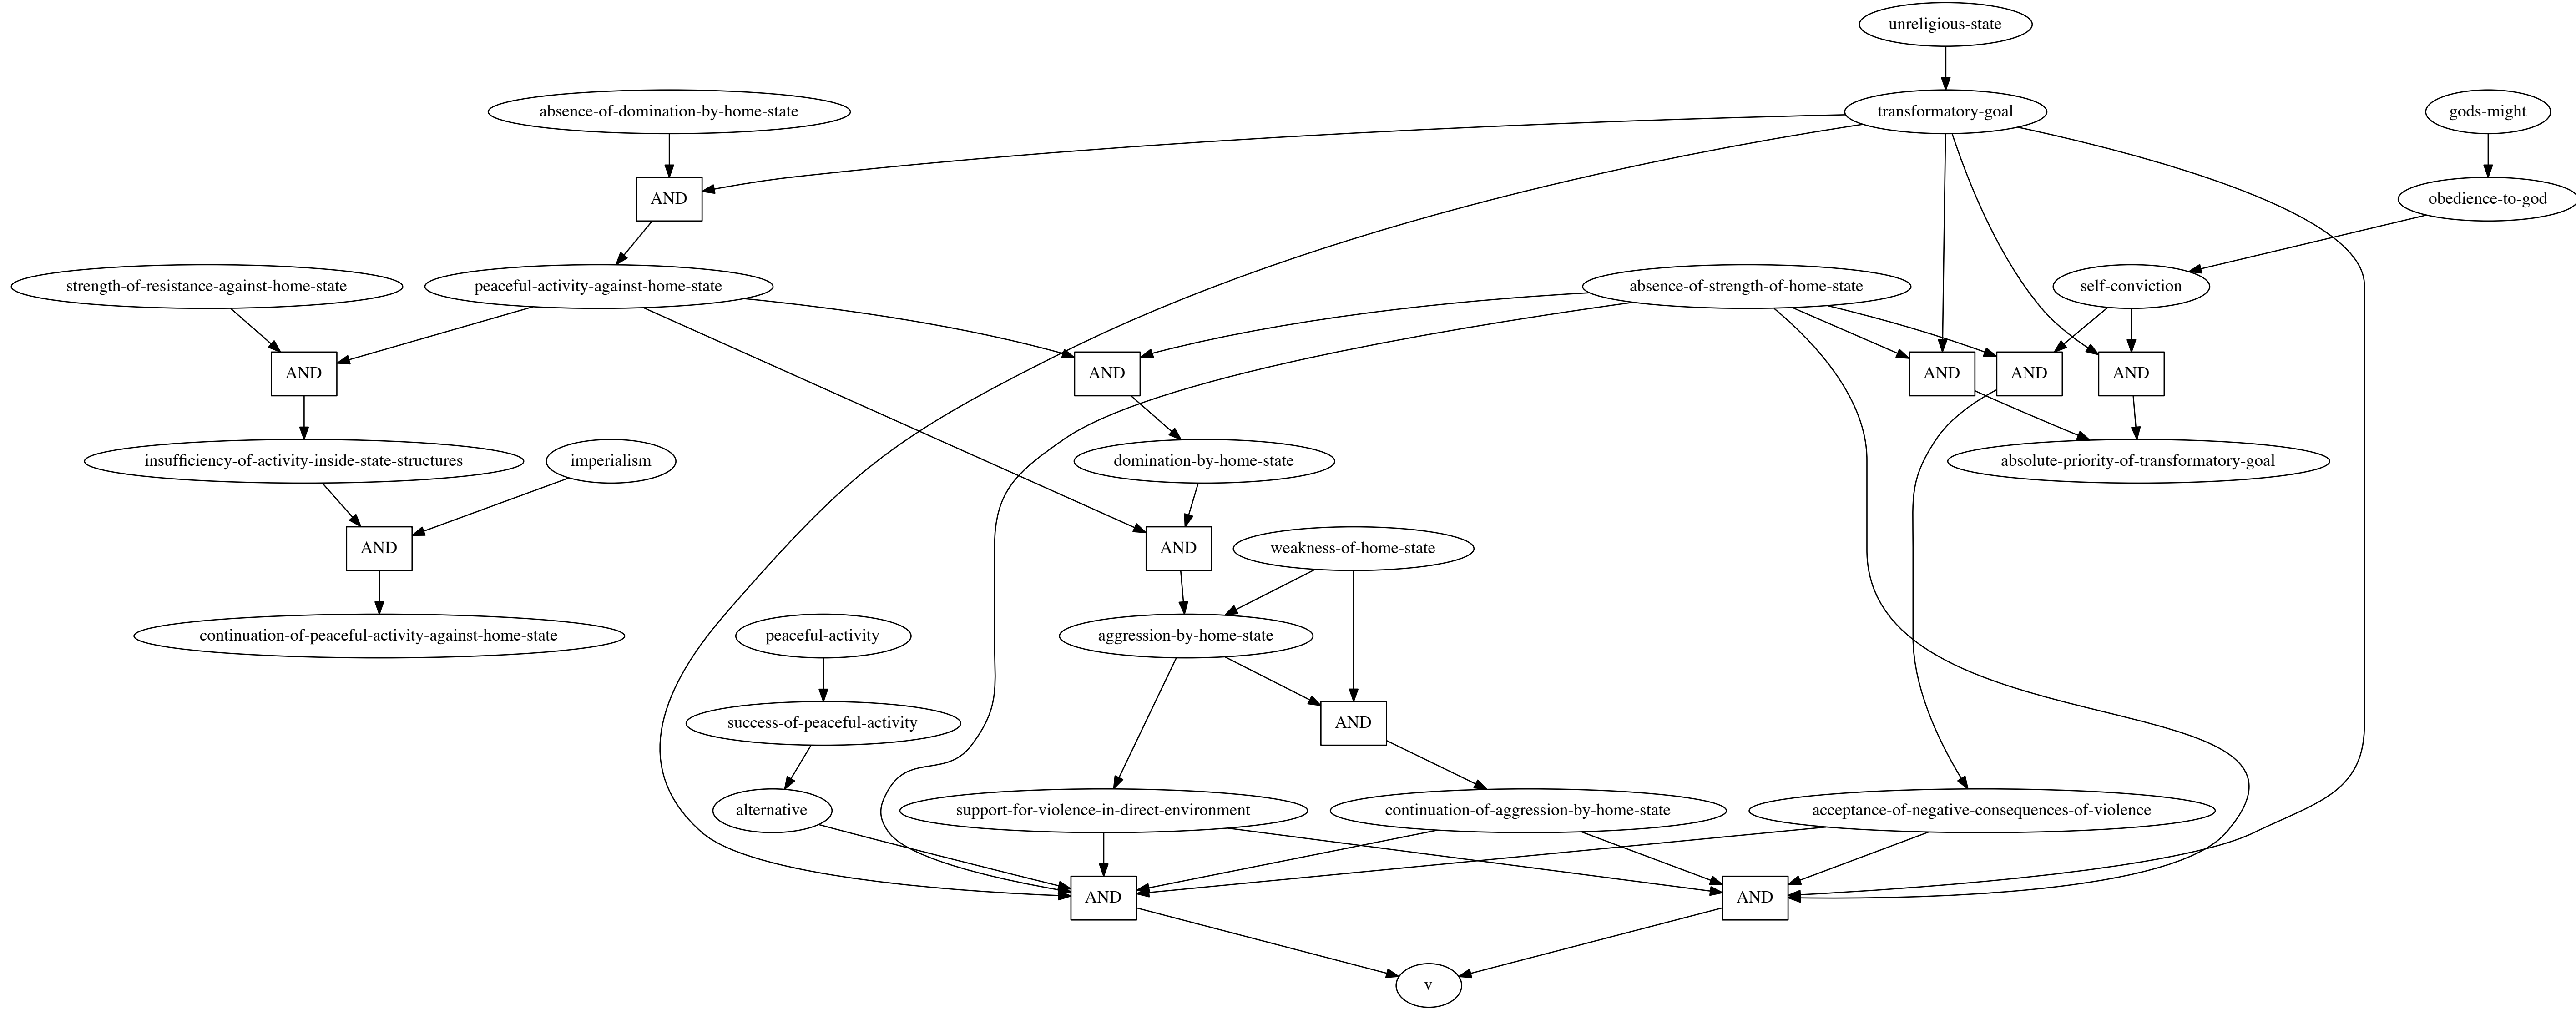 unreligious-state
absence-of-domination-by-home-state
transformatory-goal
gods-might
AND
obedience-to-god
strength-of-resistance-against-home-state
peaceful-activity-against-home-state
absence-of-strength-of-home-state
self-conviction
AND
AND
AND
AND
AND
insufficiency-of-activity-inside-state-structures
imperialism
domination-by-home-state
absolute-priority-of-transformatory-goal
AND
AND
weakness-of-home-state
continuation-of-peaceful-activity-against-home-state
peaceful-activity
aggression-by-home-state
success-of-peaceful-activity
AND
alternative
support-for-violence-in-direct-environment
continuation-of-aggression-by-home-state
acceptance-of-negative-consequences-of-violence
AND
AND
v